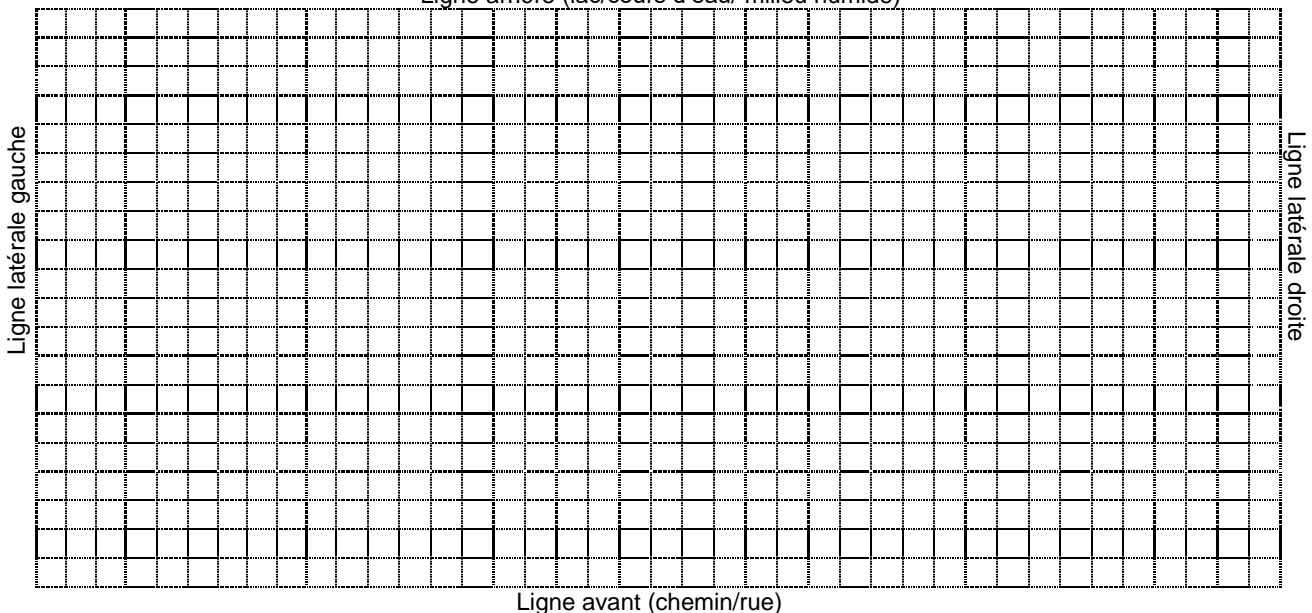 Ligne arrière (lac/cours d'eau/ milieu humide)
Ligne latérale gauche
Ligne latérale droite
Ligne avant (chemin/rue)